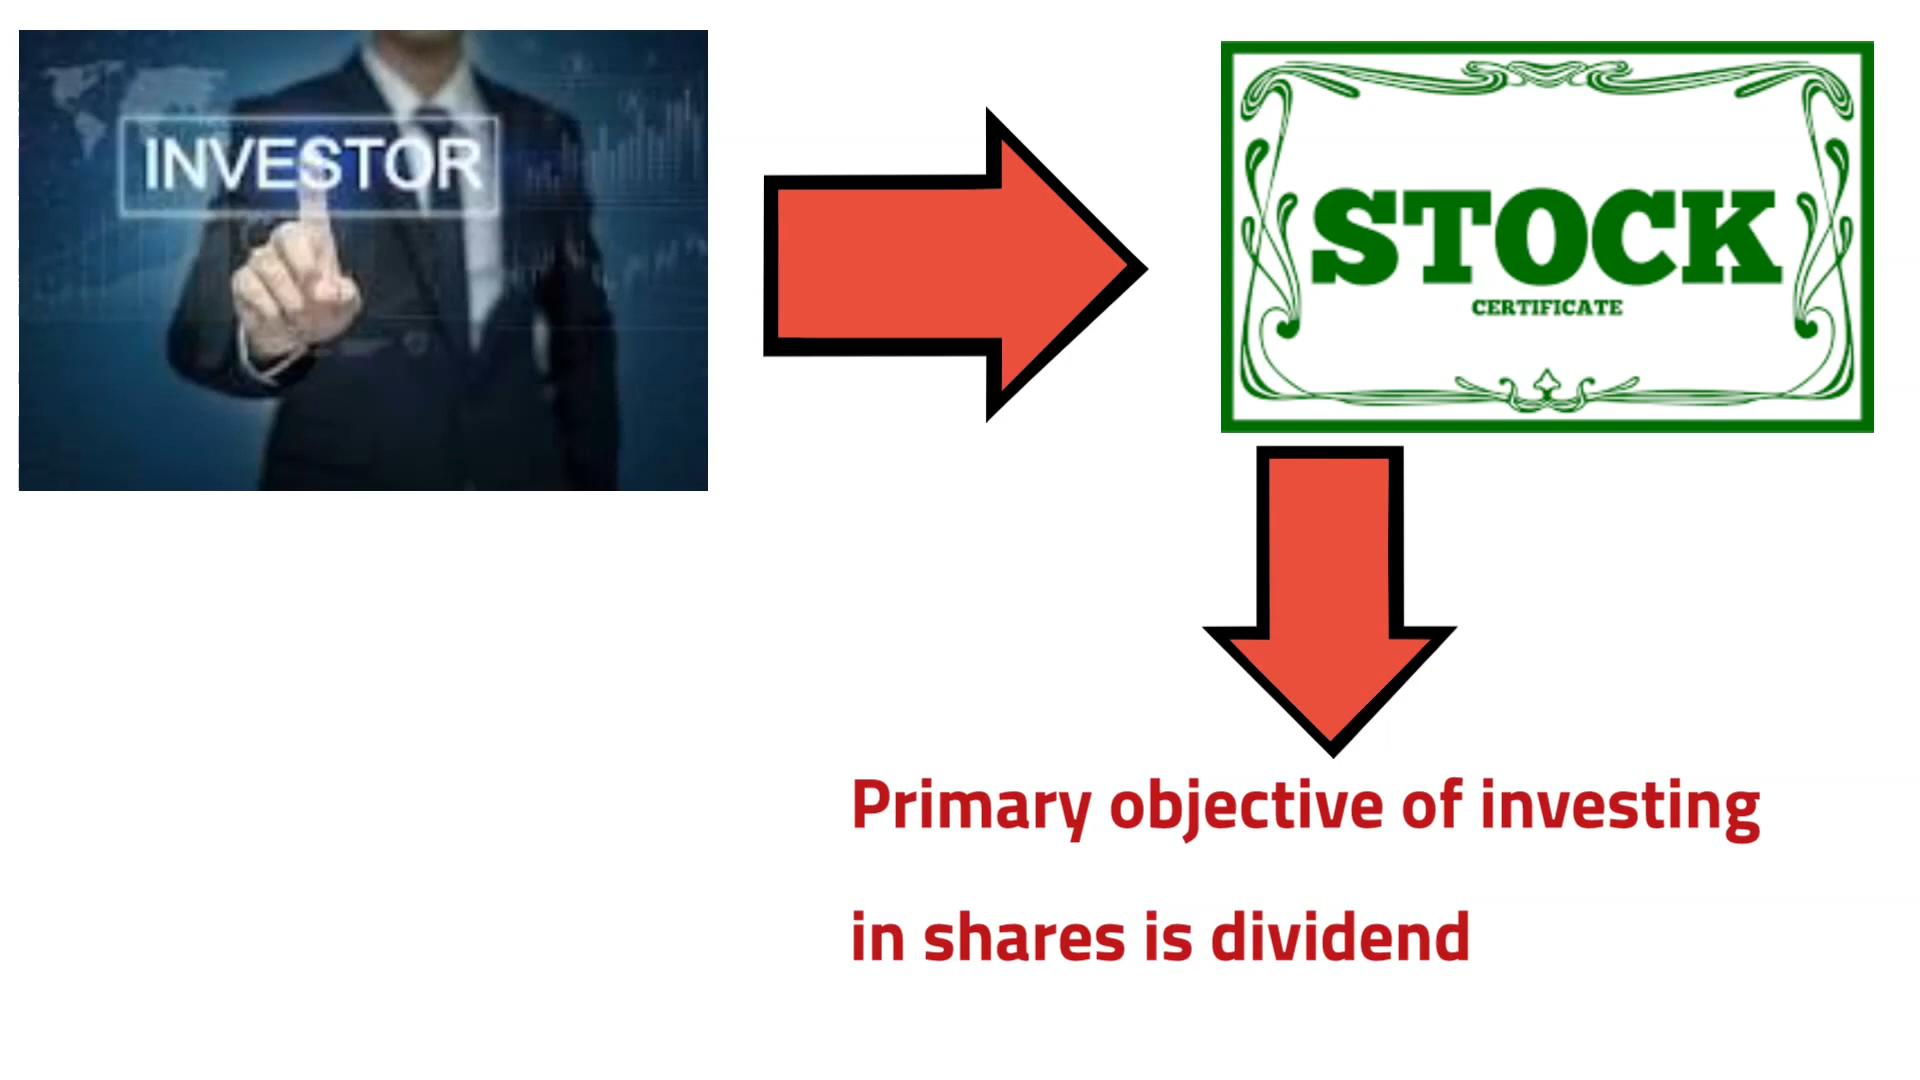 INVESTOR
STOCK
CERTIFICATE
Primary objective of investing
in shares is dividend